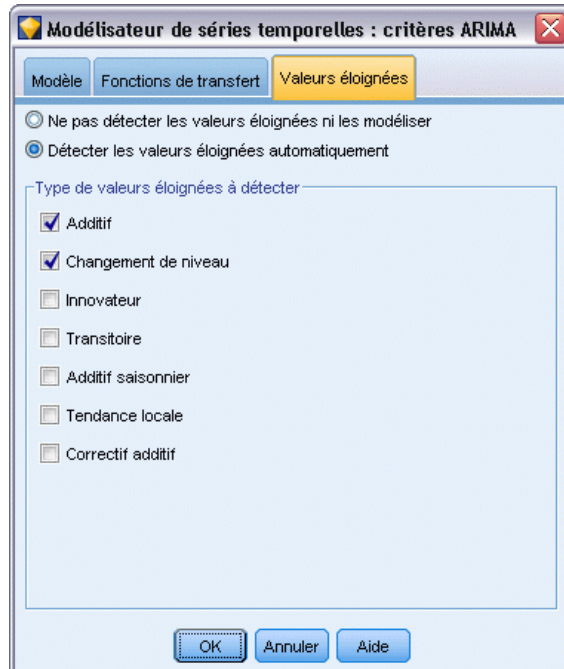 Modélisateur de séries temporelles : critères ARIMA
Modèle Fonctions de transfert Valeurs éloignées
Ne pas détecter les valeurs éloignées ni les modéliser
Détecter les valeurs éloignées automatiquement
Type de valeurs éloignées à détecter
Additif
Changement de niveau
Innovateur
Transitoire
Additif saisonnier
Tendance locale
Correctif additif
OK Annuler Aide